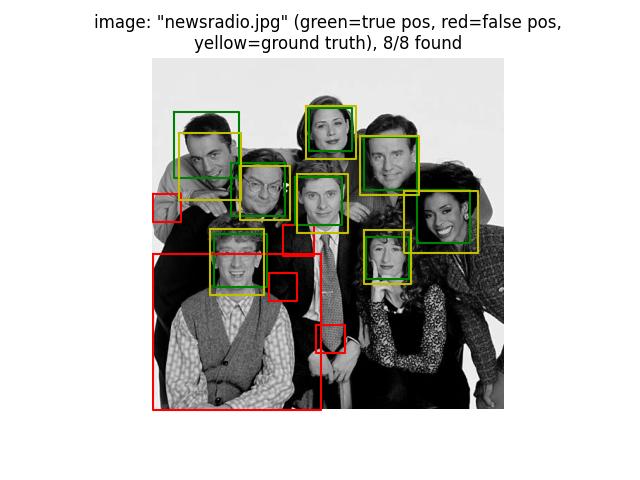 image: "newsradio.jpg" (green=true pos, red=false pos,
yellow=ground truth), 8/8 found